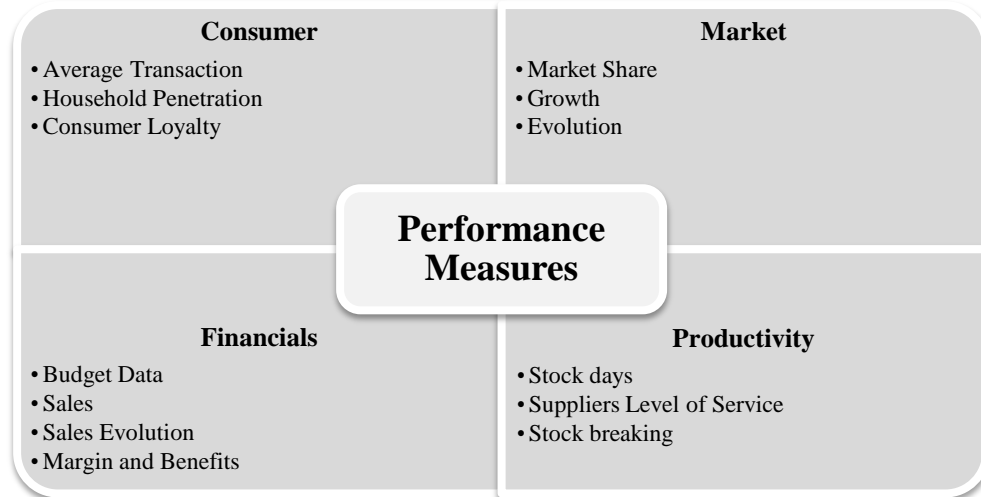 Consumer
• Average Transaction
• Household Penetration
• Consumer Loyalty
Market
• Market Share
• Growth
• Evolution
Performance
Measures
Financials
• Budget Data
• Sales
• Sales Evolution
• Margin and Benefits
Productivity
• Stock days
• Suppliers Level of Service
• Stock breaking